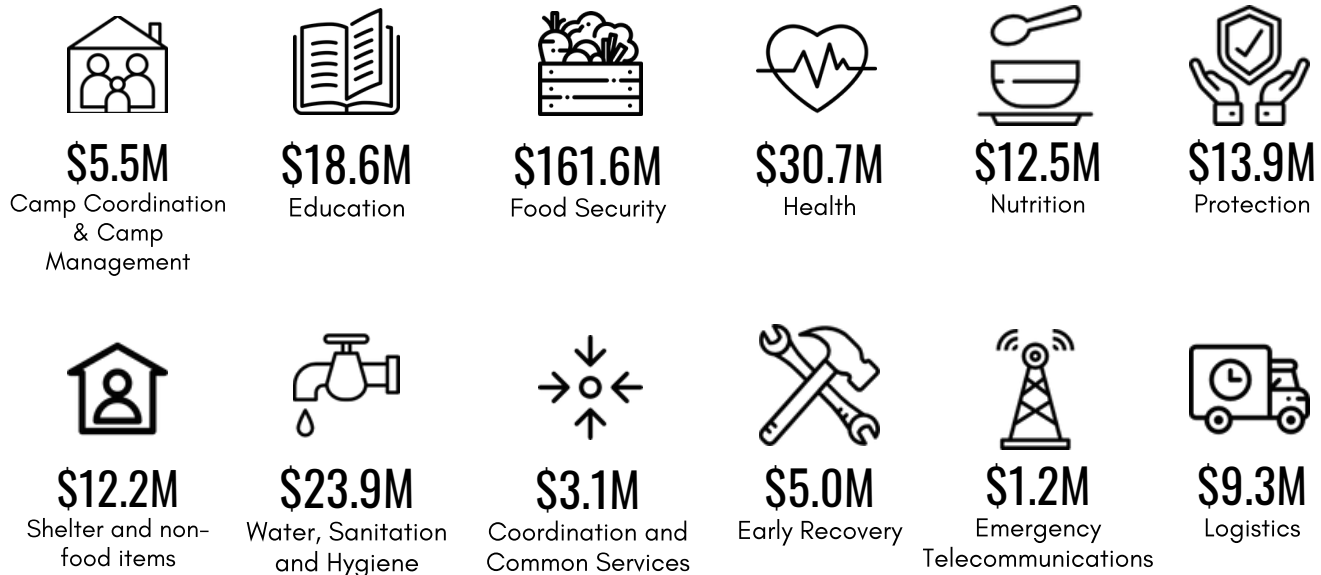 $5.5M
Camp Coordination
& Camp
Management
$18.6M
Education
$161.6M
Food Security
$30.7M
Health
$12.5M
Nutrition
$13.9M
Protection
$12.2M
Shelter and non-
food items
$23.9M
Water, Sanitation
and Hygiene
$3.1M
Coordination and
Common Services
$5.0M
Early Recovery
$1.2M
Emergency
Telecommunications
$9.3M
Logistics